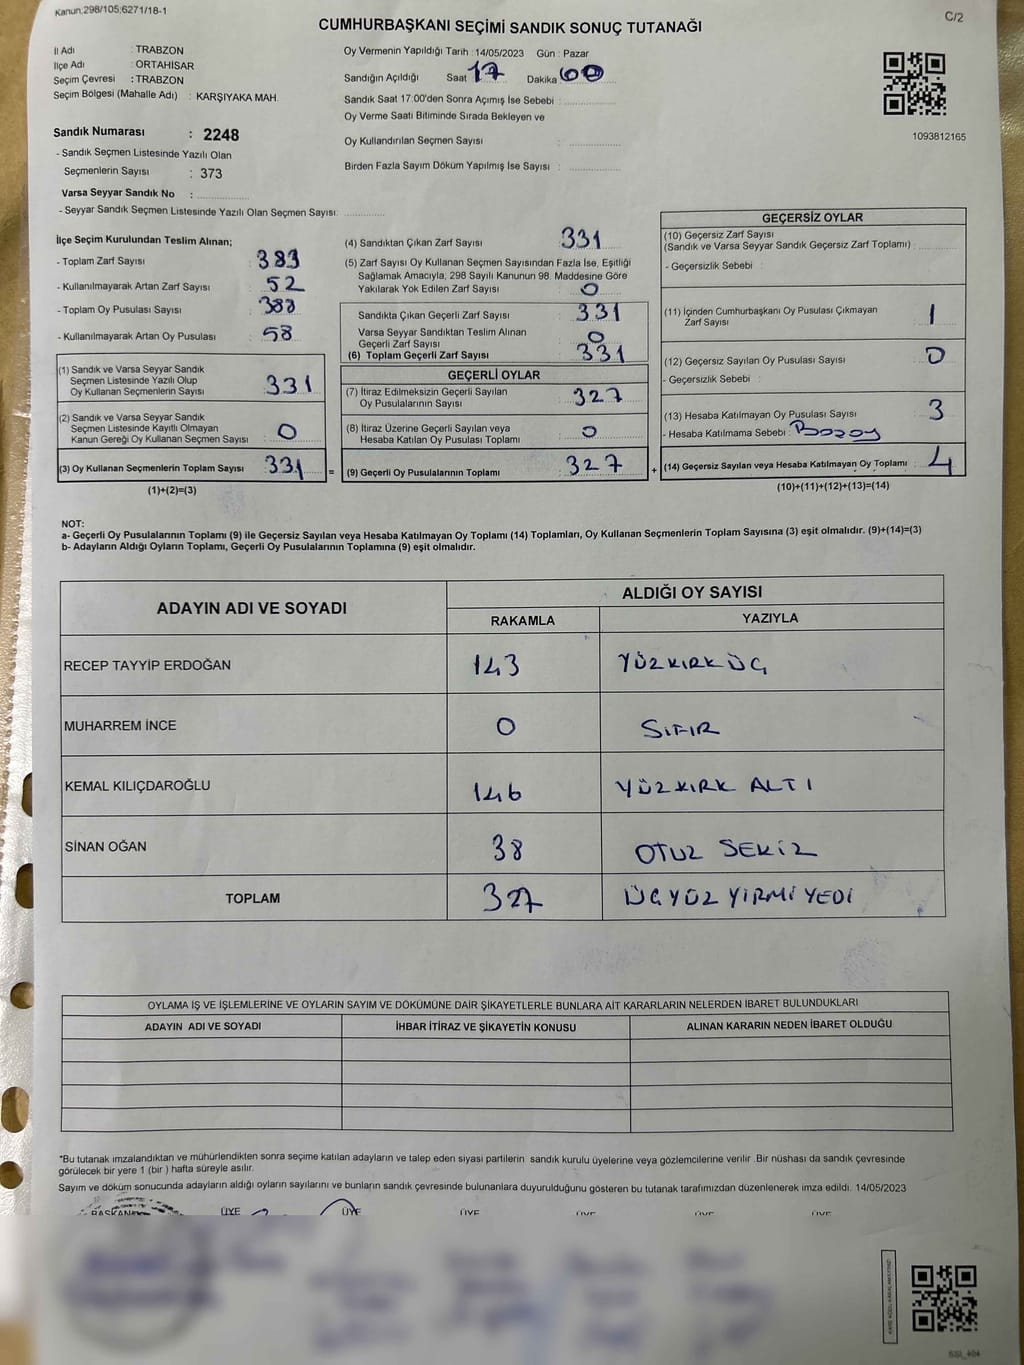 Kanun:298/105;6271/18-1
C/2
CUMHURBAŞKANI SEÇİMİ SANDIK SONUÇ TUTANAĞI
İl Adı : TRABZON
İlçe Adı : ORTAHİSAR
Seçim Çevresi : TRABZON
Seçim Bölgesi (Mahalle Adı) : KARŞIYAKA MAH.
Sandık Numarası : 2248
- Sandık Seçmen Listesinde Yazılı Olan
Seçmenlerin Sayısı : 373
Varsa Seyyar Sandık No :
- Seyyar Sandık Seçmen Listesinde Yazılı Olan Seçmen Sayısı:
Oy Vermenin Yapıldığı Tarih : 14/05/2023 Gün : Pazar
Sandığın Açıldığı Saat 17 Dakika 00
Sandık Saat 17:00'den Sonra Açımış İse Sebebi :
Oy Verme Saati Bitiminde Sırada Bekleyen ve
Oy Kullandırılan Seçmen Sayısı :
Birden Fazla Sayım Döküm Yapılmış İse Sayısı :
1093812165
İlçe Seçim Kurulundan Teslim Alınan;
- Toplam Zarf Sayısı : 383
- Kullanılmayarak Artan Zarf Sayısı : 52
- Toplam Oy Pusulası Sayısı :
- Kullanılmayarak Artan Oy Pusulası : 58
(1) Sandık ve Varsa Seyyar Sandık
Seçmen Listesinde Yazılı Olup
Oy Kullanan Seçmenlerin Sayısı : 331
(2) Sandık ve Varsa Seyyar Sandık
Seçmen Listesinde Kayıtlı Olmayan
Kanun Gereği Oy Kullanan Seçmen Sayısı : 0
(3) Oy Kullanan Seçmenlerin Toplam Sayısı : 331
(1)+(2)=(3)
(4) Sandıktan Çıkan Zarf Sayısı : 331
(5) Zarf Sayısı Oy Kullanan Seçmen Sayısından Fazla İse, Eşitliği
Sağlamak Amacıyla; 298 Sayılı Kanunun 98. Maddesine Göre
Yakılarak Yok Edilen Zarf Sayısı : 0
Sandıkta Çıkan Geçerli Zarf Sayısı : 331
Varsa Seyyar Sandıktan Teslim Alınan
Geçerli Zarf Sayısı : 0
(6) Toplam Geçerli Zarf Sayısı : 331
GEÇERLİ OYLAR
(7) İtiraz Edilmeksizin Geçerli Sayılan
Oy Pusulalarının Sayısı : 327
(8) İtiraz Üzerine Geçerli Sayılan veya
Hesaba Katılan Oy Pusulası Toplamı : 0
= (9) Geçerli Oy Pusulalarının Toplamı : 327 +
GEÇERSİZ OYLAR
(10) Geçersiz Zarf Sayısı
(Sandık ve Varsa Seyyar Sandık Geçersiz Zarf Toplamı) :
- Geçersizlik Sebebi :
(11) İçinden Cumhurbaşkanı Oy Pusulası Çıkmayan
Zarf Sayısı : 1
(12) Geçersiz Sayılan Oy Pusulası Sayısı : 0
- Geçersizlik Sebebi :
(13) Hesaba Katılmayan Oy Pusulası Sayısı : 3
- Hesaba Katılmama Sebebi :
(14) Geçersiz Sayılan veya Hesaba Katılmayan Oy Toplamı : 4
(10)+(11)+(12)+(13)=(14)
NOT:
a- Geçerli Oy Pusulalarının Toplamı (9) ile Geçersiz Sayılan veya Hesaba Katılmayan Oy Toplamı (14) Toplamları, Oy Kullanan Seçmenlerin Toplam Sayısına (3) eşit olmalıdır. (9)+(14)=(3)
b- Adayların Aldığı Oyların Toplamı, Geçerli Oy Pusulalarının Toplamına (9) eşit olmalıdır.
ADAYIN ADI VE SOYADI
ALDIĞI OY SAYISI
RAKAMLA YAZIYLA
RECEP TAYYİP ERDOĞAN 143 YÜZKIRK ÜÇ
MUHARREM İNCE 0 SIFIR
KEMAL KILIÇDAROĞLU 146 YÜZKIRK ALTI
SİNAN OĞAN 38 OTUZ SEKİZ
TOPLAM 327 ÜÇYÜZ YİRMİYEDİ
OYLAMA İŞ VE İŞLEMLERİNE VE OYLARIN SAYIM VE DÖKÜMÜNE DAİR ŞİKAYETLERLE BUNLARA AİT KARARLARIN NELERDEN İBARET BULUNDUKLARI
ADAYIN ADI VE SOYADI İHBAR İTİRAZ VE ŞİKAYETİN KONUSU ALINAN KARARIN NEDEN İBARET OLDUĞU
*Bu tutanak imzalandıktan ve mühürlendikten sonra seçime katılan adayların ve talep eden siyasi partilerin sandık kurulu üyelerine veya gözlemcilerine verilir. Bir nüshası da sandık çevresinde
görülecek bir yere 1 (bir ) hafta süreyle asılır.
Sayım ve döküm sonucunda adayların aldığı oyların sayılarını ve bunların sandık çevresinde bulunanlara duyurulduğunu gösteren bu tutanak tarafımızdan düzenlenerek imza edildi. 14/05/2023
BAŞKAN ÜYE ÜYE ÜYE ÜYE ÜYE ÜYE